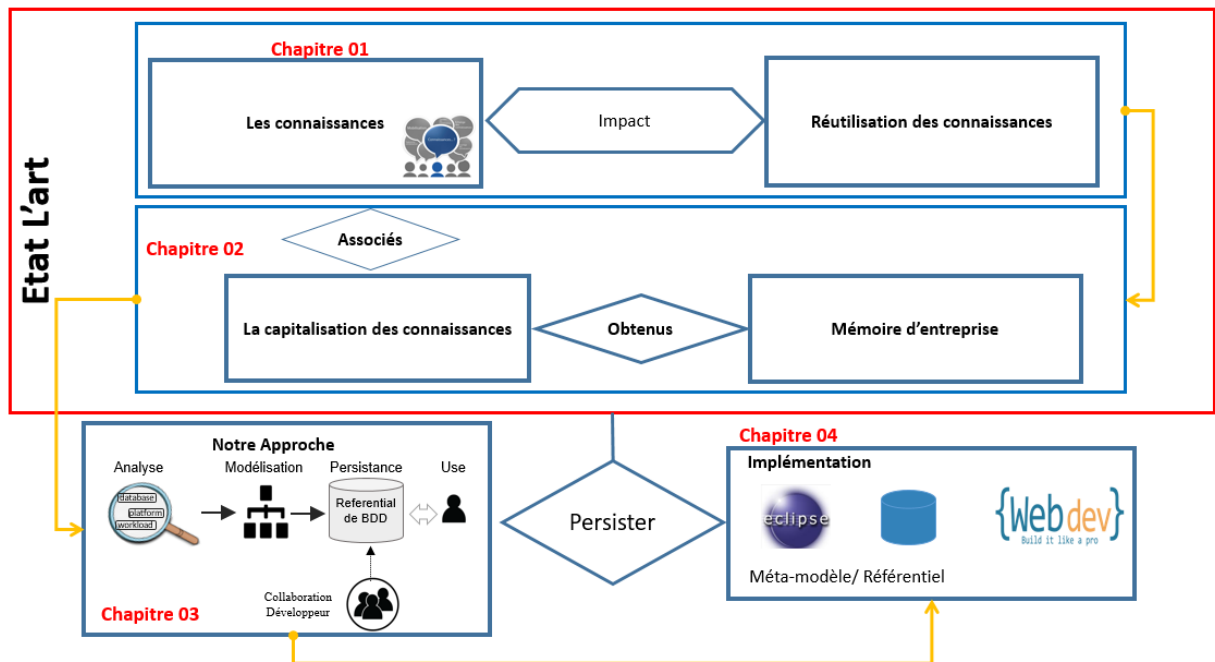 Etat L'art
Chapitre 01
Les connaissances
Impact
Réutilisation des connaissances
Chapitre 02
Associés
La capitalisation des connaissances
Obtenus
Mémoire d'entreprise
Notre Approche
Analyse
Modélisation
Persistance
Use
database
platform
workload
Referential
de BDD
Collaboration
Développeur
Chapitre 03
Persister
Chapitre 04
Implémentation
eclipse
{Webdev}
Build it like a pro
Méta-modèle/ Référentiel